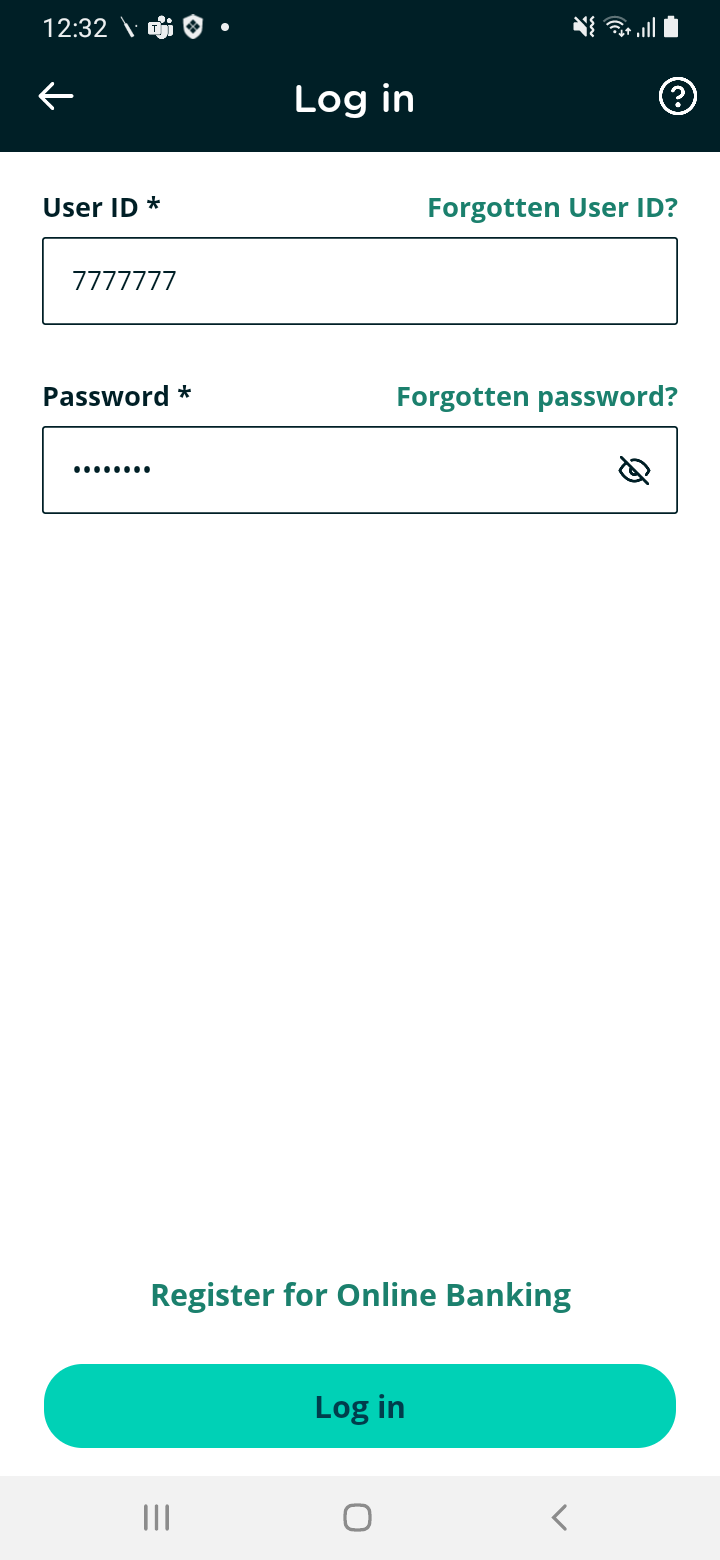 12:32
Log in
User ID * Forgotten User ID?
7777777
Password * Forgotten password?
••••••••
Register for Online Banking
Log in